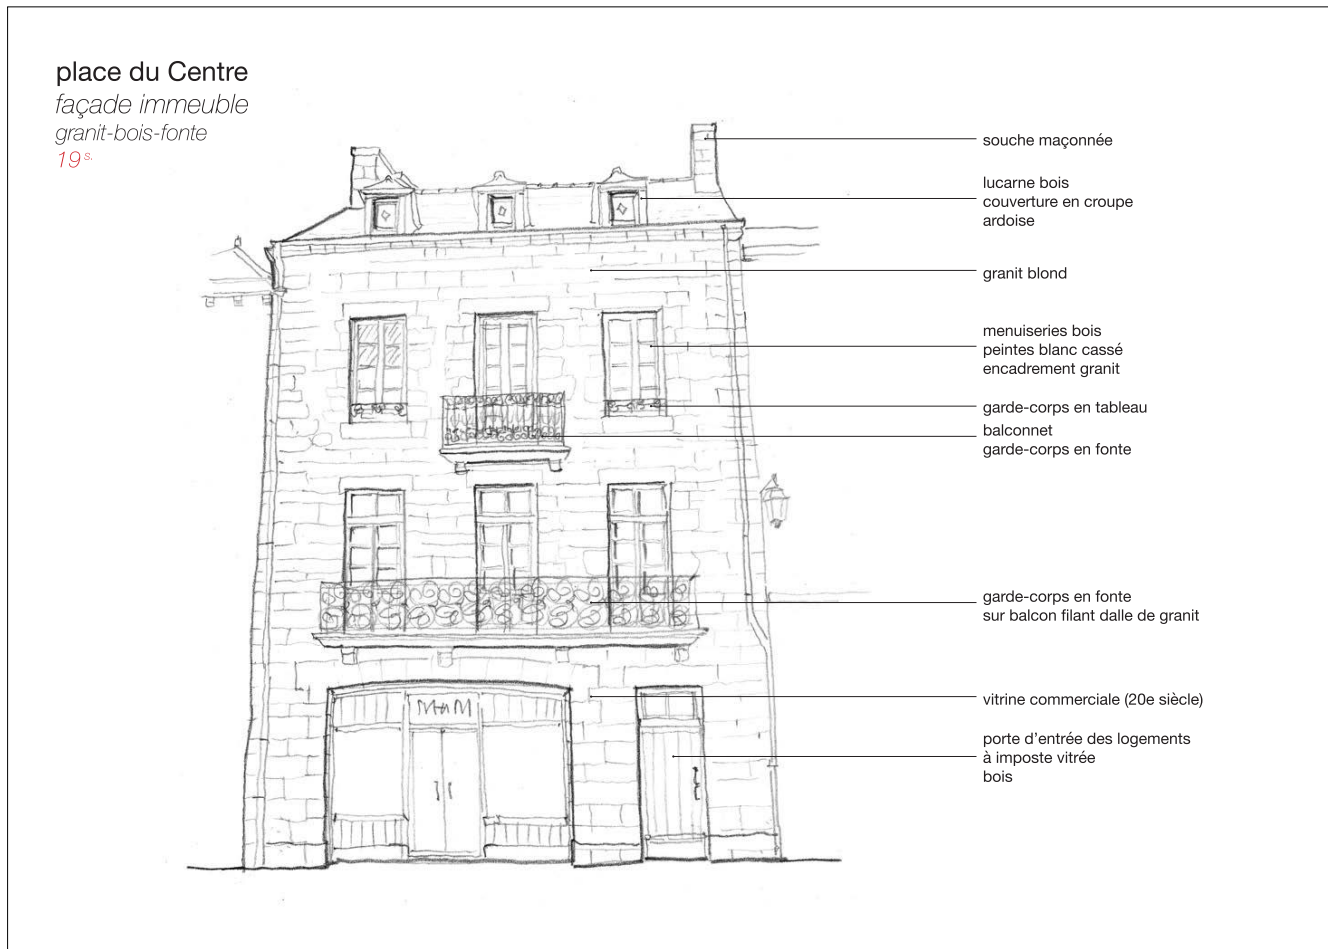 place du Centre
façade immeuble
granit-bois-fonte
19 s.
souche maçonnée
lucarne bois
couverture en croupe
ardoise
granit blond
menuiseries bois
peintes blanc cassé
encadrement granit
garde-corps en tableau
balconnet
garde-corps en fonte
garde-corps en fonte
sur balcon filant dalle de granit
vitrine commerciale (20e siècle)
porte d’entrée des logements
à imposte vitrée
bois